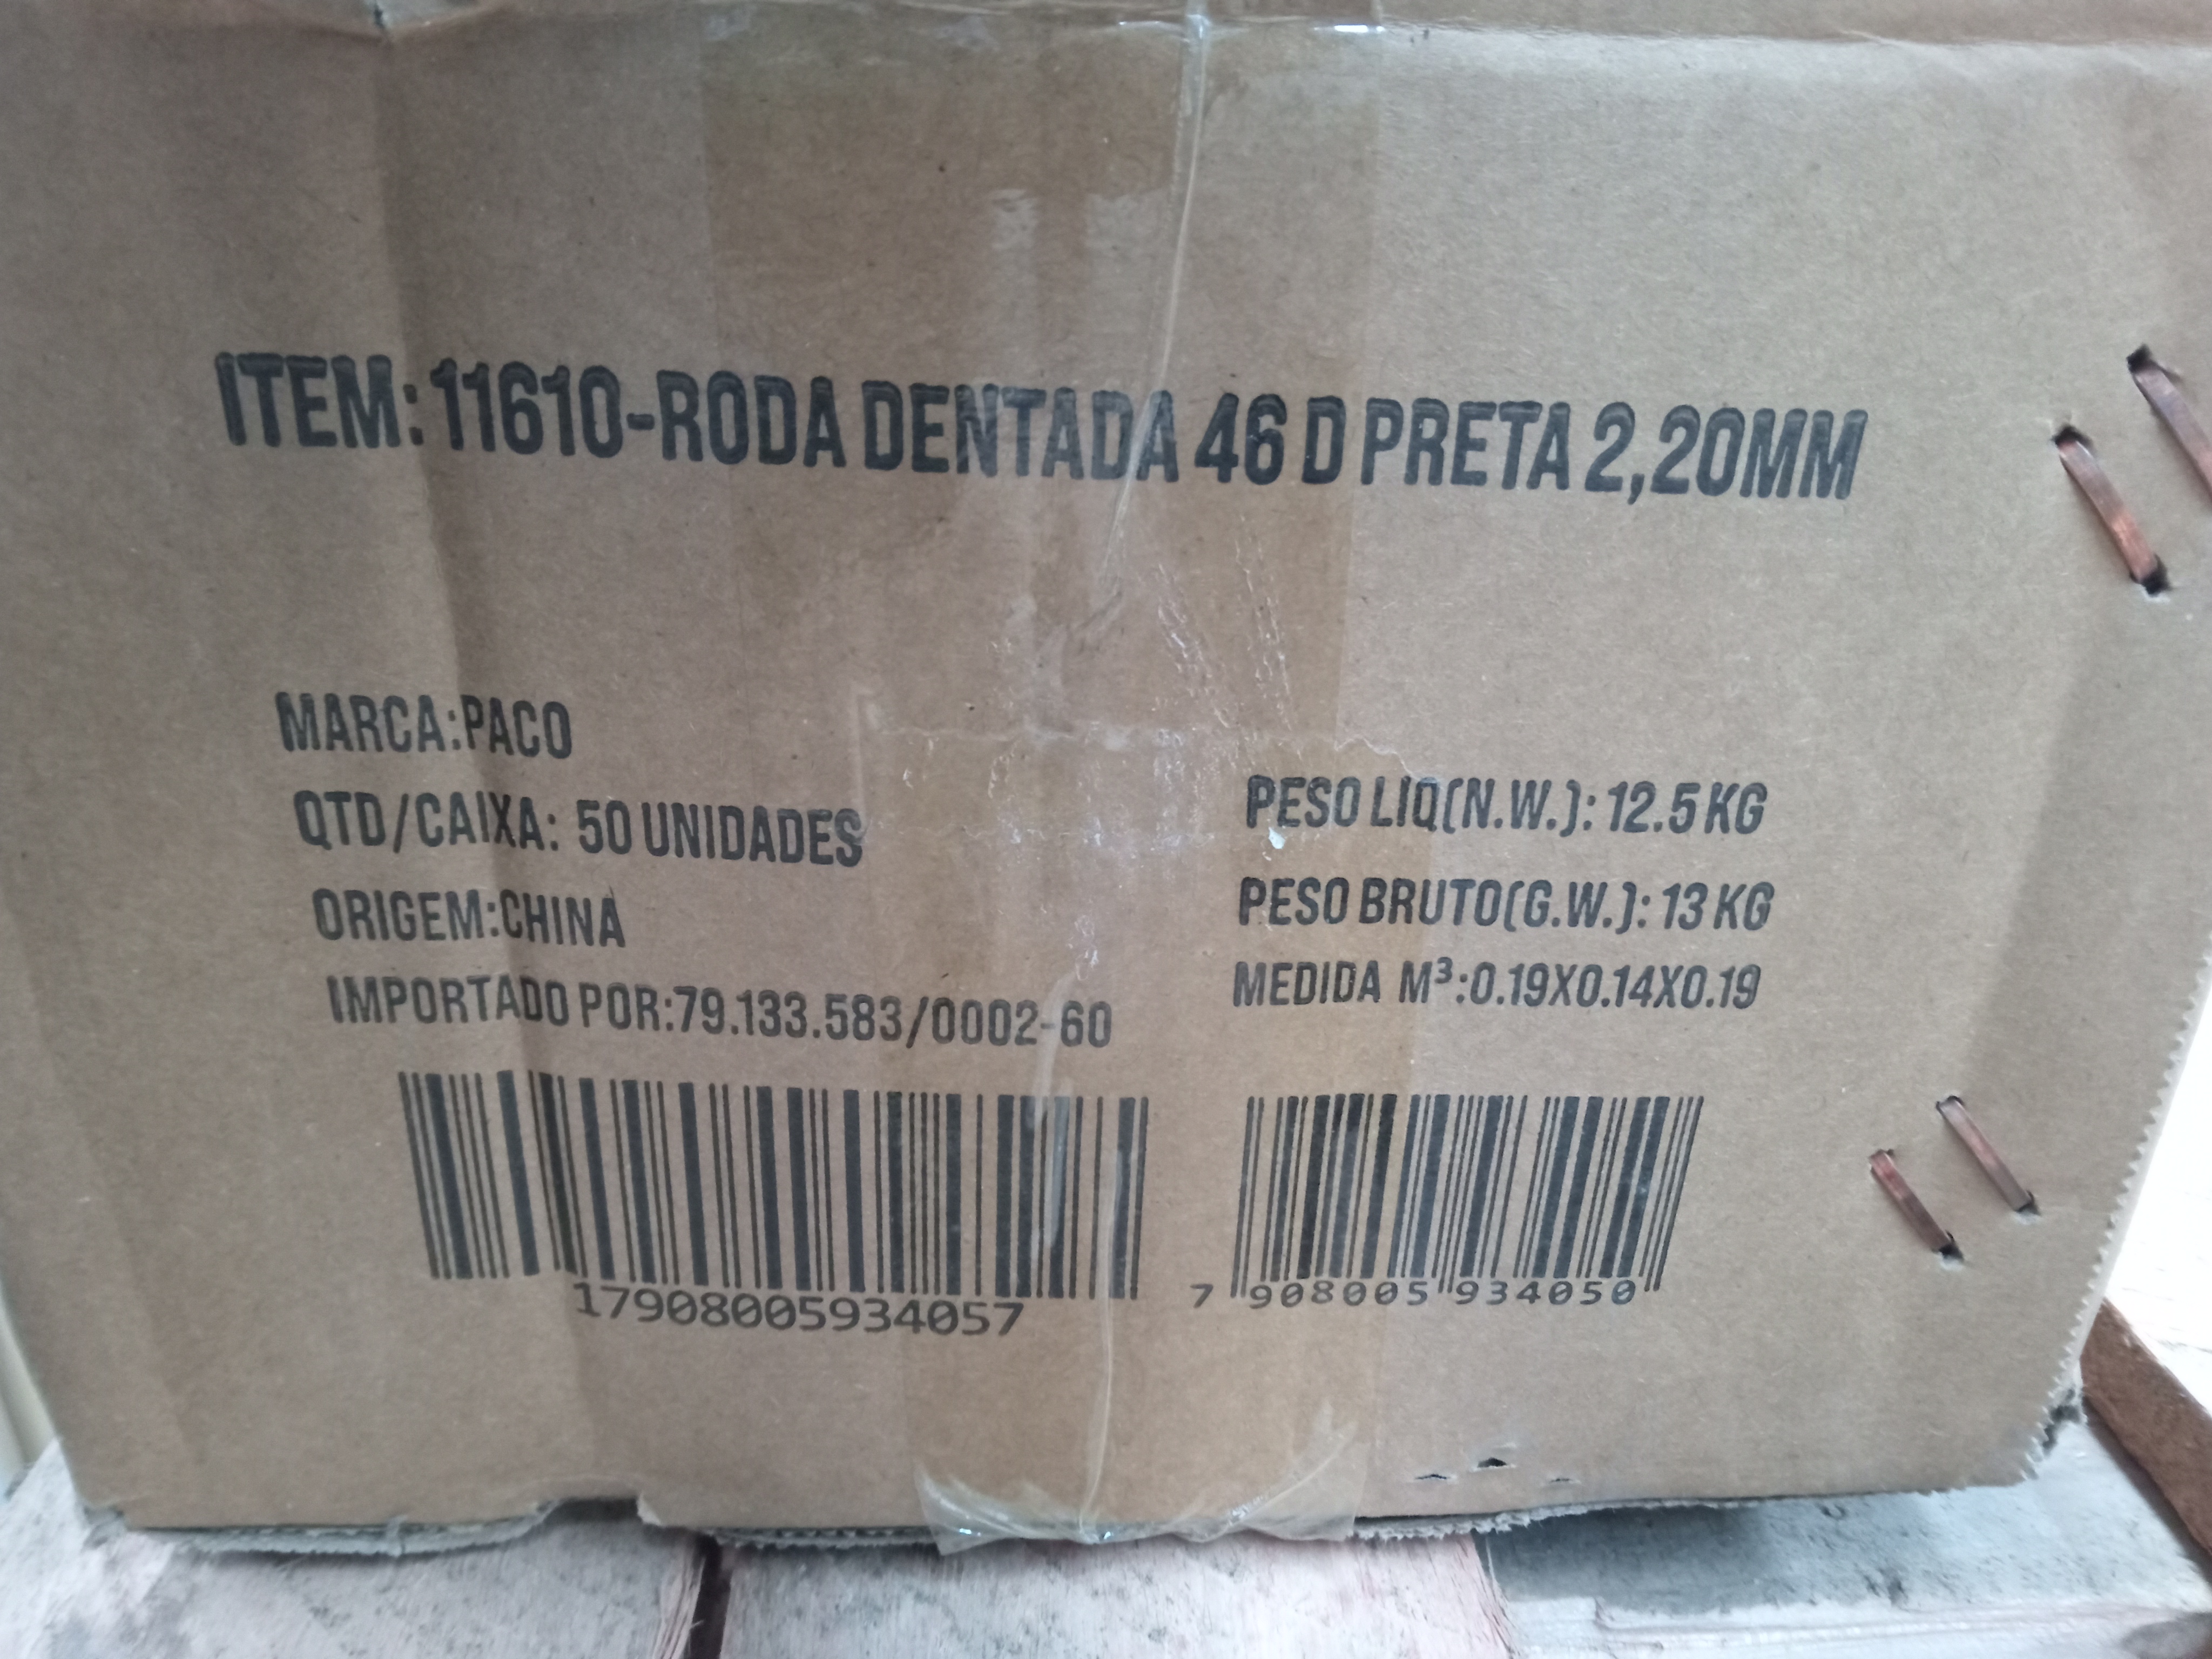 ITEM: 11610-RODA DENTADA 46 D PRETA 2,20MM
MARCA:PACO
QTD/CAIXA: 50 UNIDADES
ORIGEM:CHINA
IMPORTADO POR:79.133.583/0002-60
PESO LIQ(N.W.): 12.5 KG
PESO BRUTO(G.W.): 13 KG
MEDIDA M³:0.19X0.14X0.19
17908005934057
7 908005 934050